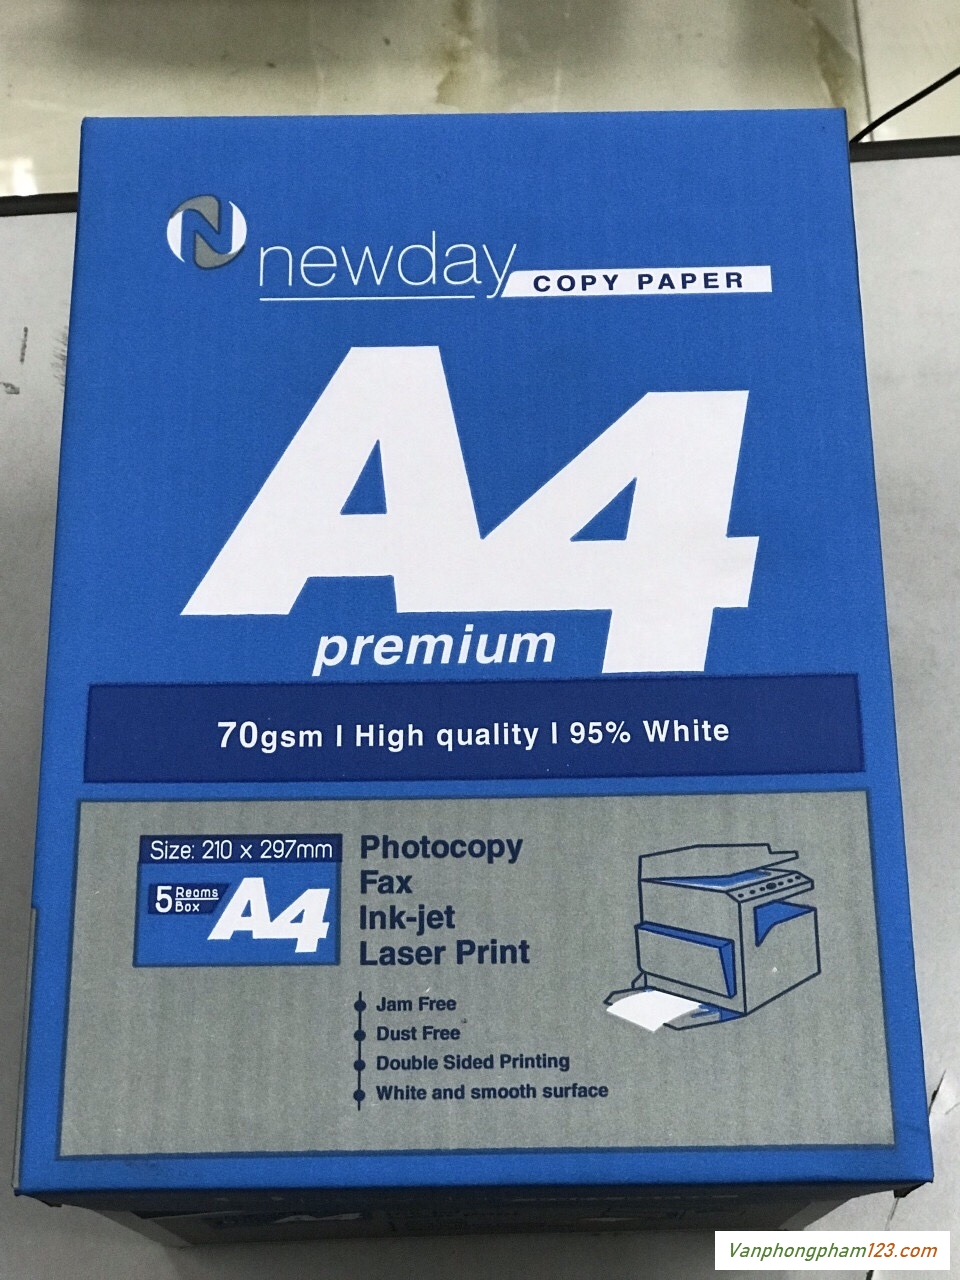 newday
COPY PAPER
A4
premium
70gsm | High quality | 95% White
Size: 210 x 297mm
5 Reams
Box
A4
Photocopy
Fax
Ink-jet
Laser Print
Jam Free
Dust Free
Double Sided Printing
White and smooth surface
Vanphongpham123.com